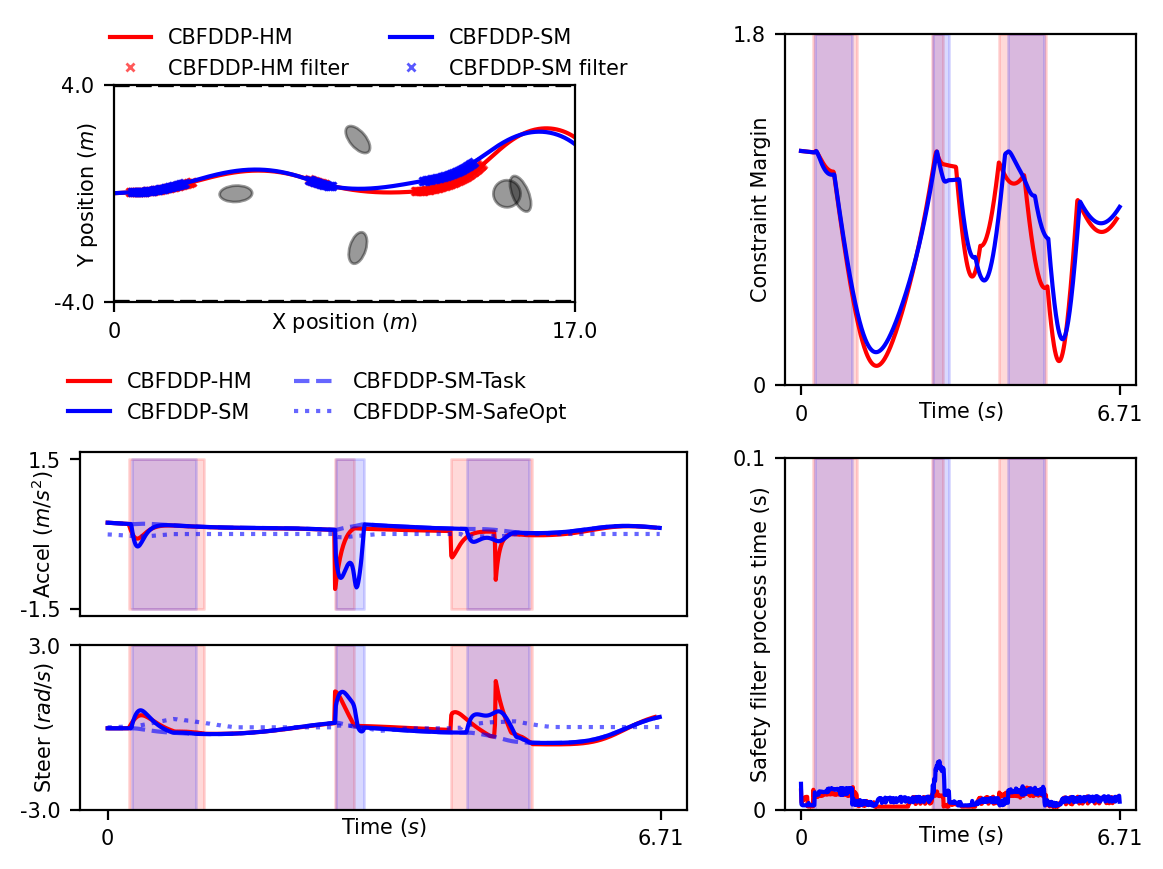 CBFDDP-HM CBFDDP-SM
CBFDDP-HM filter CBFDDP-SM filter
4.0
Y position (m)
-4.0
0 X position (m) 17.0
1.8
Constraint Margin
0
0 Time (s) 6.71
CBFDDP-HM CBFDDP-SM-Task
CBFDDP-SM CBFDDP-SM-SafeOpt
1.5
Accel (m/s²)
-1.5
3.0
Steer (rad/s)
-3.0
0 Time (s) 6.71
0.1
Safety filter process time (s)
0
0 Time (s) 6.71